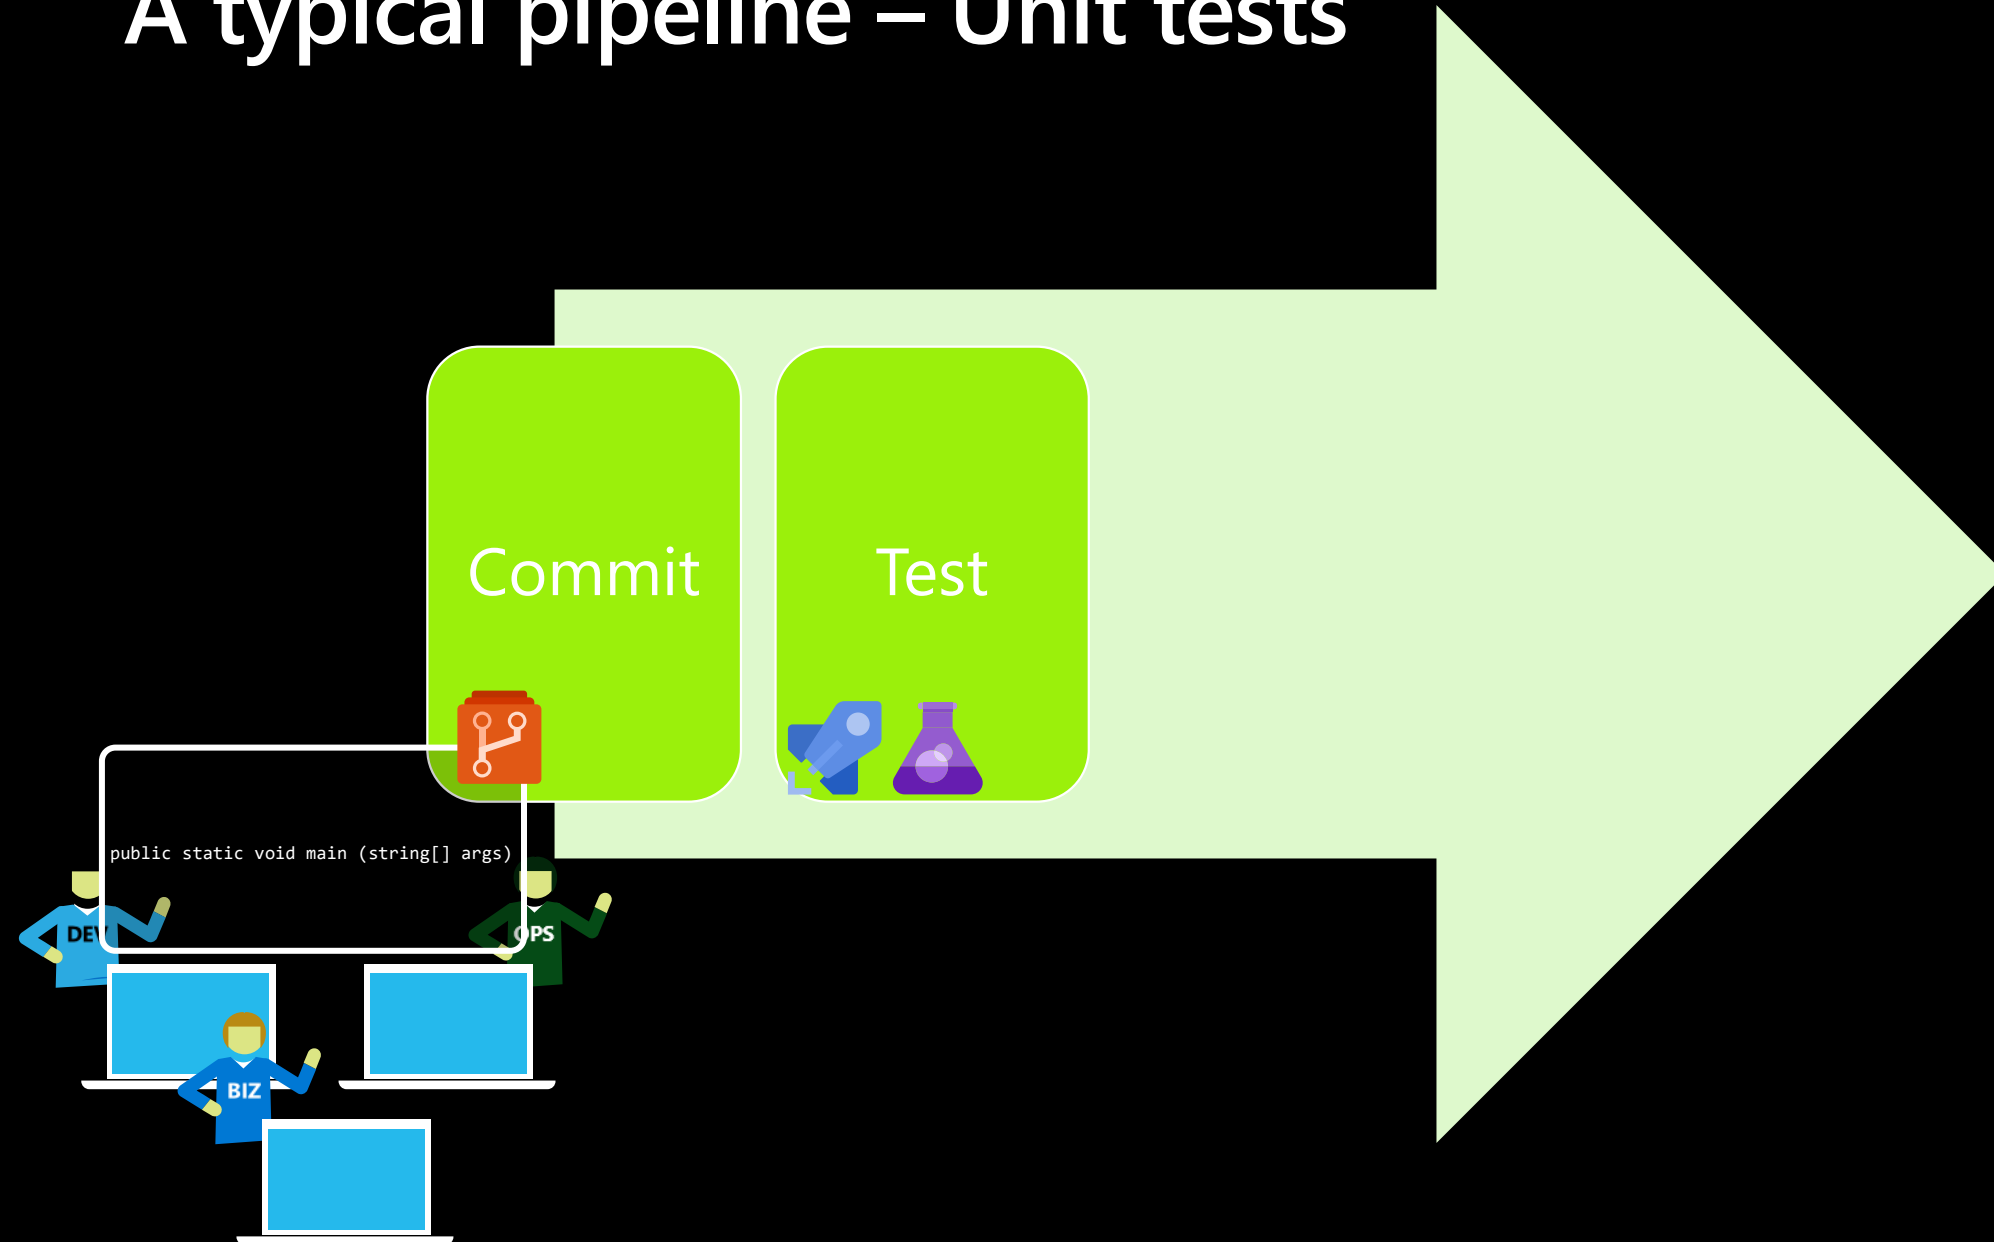 A typical pipeline – Unit tests
Commit
Test
public static void main (string[] args)
DEV
OPS
BIZ